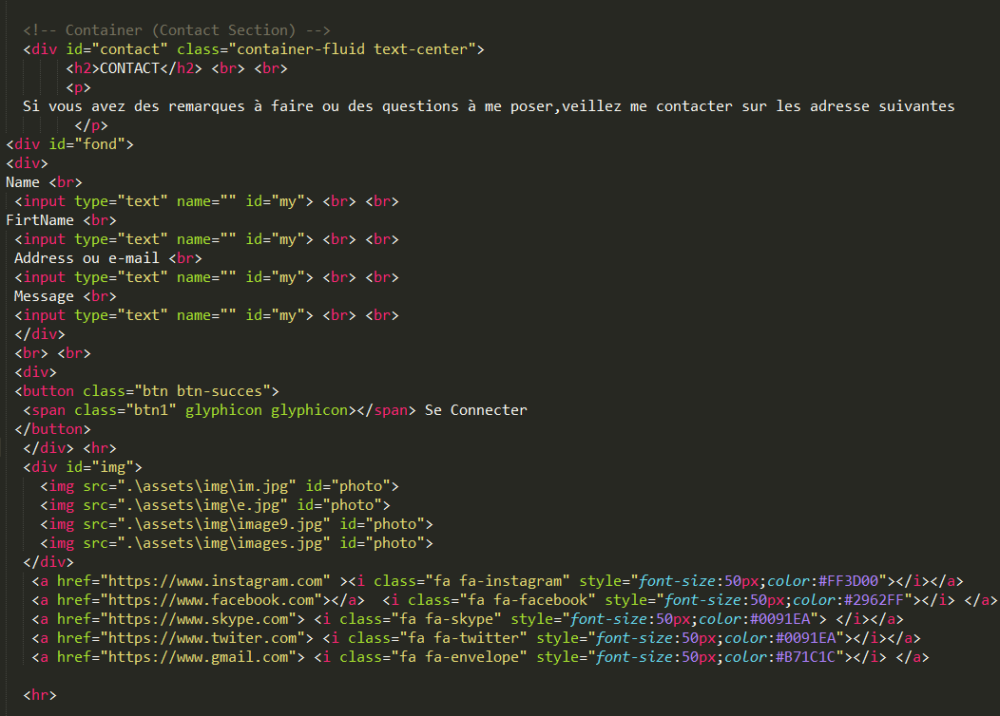 <!-- Container (Contact Section) -->
<div id="contact" class="container-fluid text-center">
<h2>CONTACT</h2> <br> <br>
<p>
Si vous avez des remarques à faire ou des questions à me poser,veillez me contacter sur les adresse suivantes
</p>
<div id="fond">
<div>
Name <br>
<input type="text" name="" id="my"> <br> <br>
FirtName <br>
<input type="text" name="" id="my"> <br> <br>
Address ou e-mail <br>
<input type="text" name="" id="my"> <br> <br>
Message <br>
<input type="text" name="" id="my"> <br> <br>
</div>
<br> <br>
<div>
<button class="btn btn-succes">
<span class="btn1" glyphicon glyphicon></span> Se Connecter
</button>
</div> <hr>
<div id="img">
<img src=".\assets\img\im.jpg" id="photo">
<img src=".\assets\img\e.jpg" id="photo">
<img src=".\assets\img\image9.jpg" id="photo">
<img src=".\assets\img\images.jpg" id="photo">
</div>
<a href="https://www.instagram.com" ><i class="fa fa-instagram" style="font-size:50px;color:#FF3D00"></i></a>
<a href="https://www.facebook.com"></a>  <i class="fa fa-facebook" style="font-size:50px;color:#2962FF"></i> </a>
<a href="https://www.skype.com"> <i class="fa fa-skype" style="font-size:50px;color:#0091EA"> </i></a>
<a href="https://www.twiter.com"> <i class="fa fa-twitter" style="font-size:50px;color:#0091EA"></i></a>
<a href="https://www.gmail.com"> <i class="fa fa-envelope" style="font-size:50px;color:#B71C1C"></i> </a>
<hr>